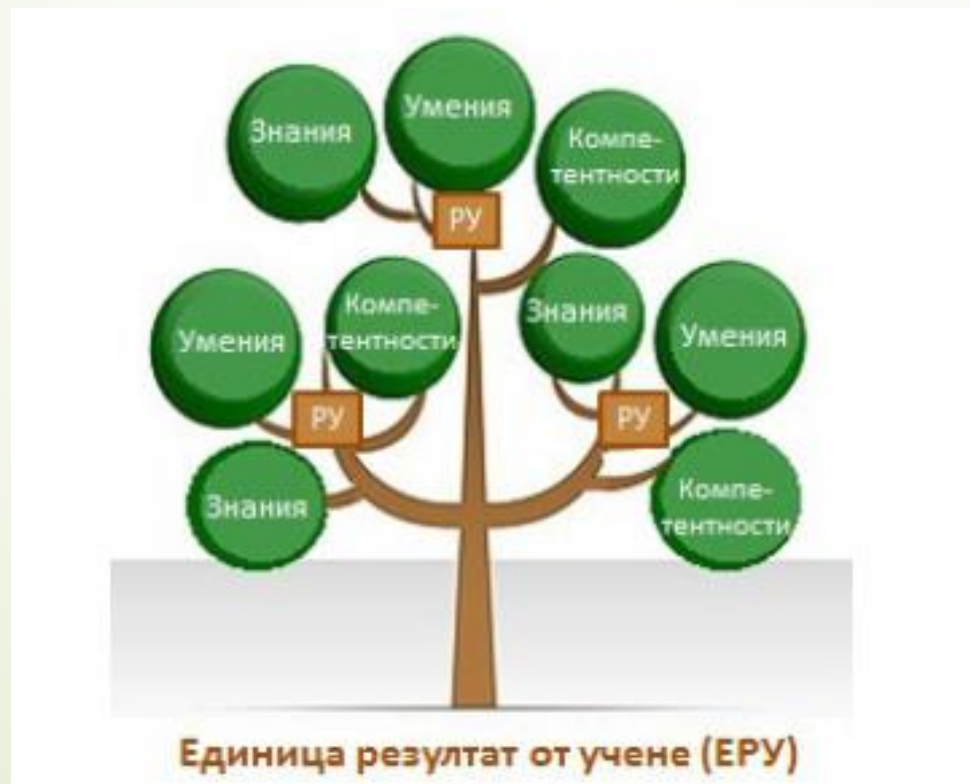 Знания
Умения
Компе-
тентности
РУ
Умения
Компе-
тентности
Знания
Умения
РУ
РУ
Знания
Компе-
тентности
Единица резултат от учене (ЕРУ)